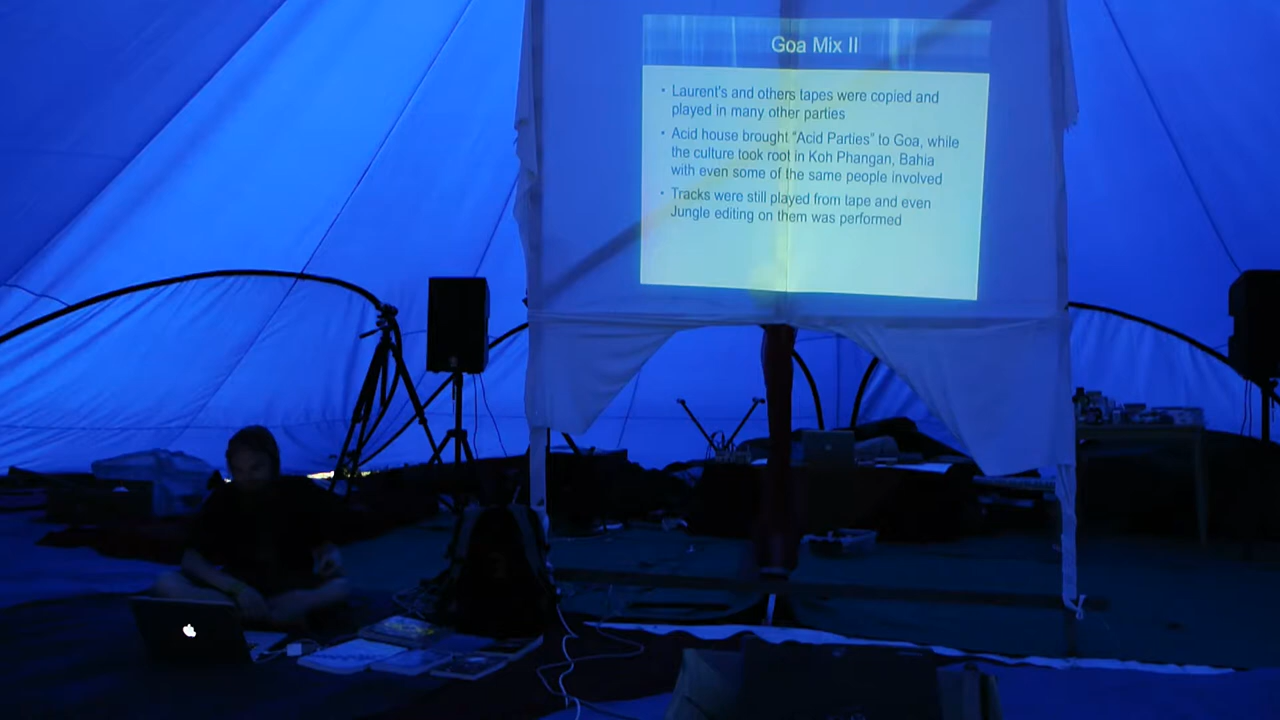 Goa Mix II
• Laurent's and others tapes were copied and
played in many other parties
• Acid house brought "Acid Parties" to Goa, while
the culture took root in Koh Phangan, Bahia
with even some of the same people involved
• Tracks were still played from tape and even
Jungle editing on them was performed